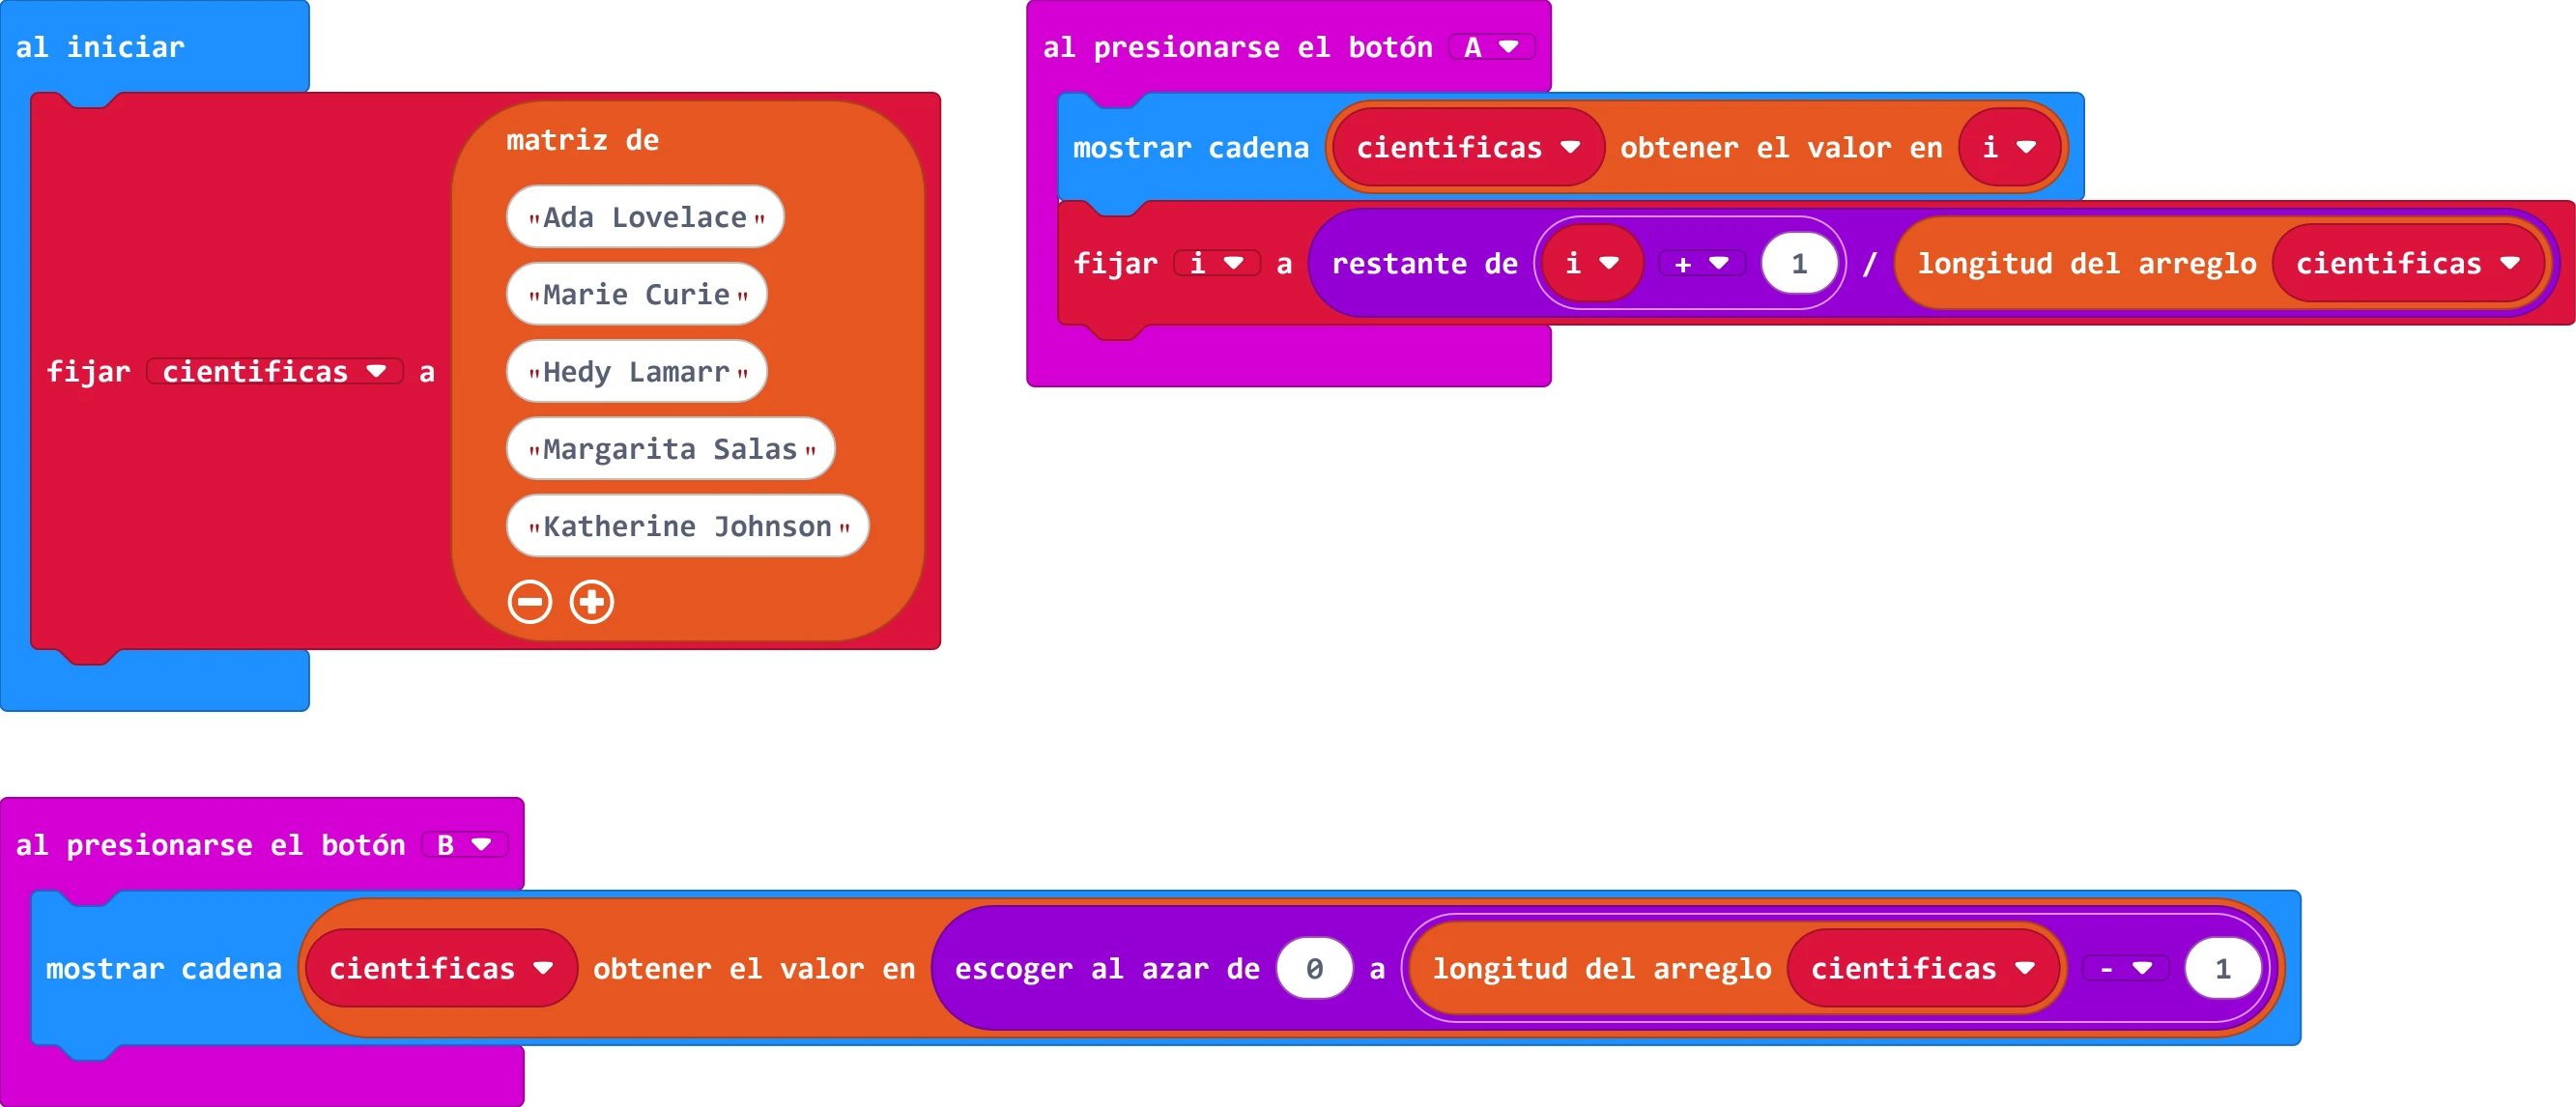 al iniciar
fijar cientificas a
matriz de
"Ada Lovelace"
"Marie Curie"
"Hedy Lamarr"
"Margarita Salas"
"Katherine Johnson"
al presionarse el botón A
mostrar cadena cientificas obtener el valor en i
fijar i a restante de i + 1 / longitud del arreglo cientificas
al presionarse el botón B
mostrar cadena cientificas obtener el valor en escoger al azar de 0 a longitud del arreglo cientificas - 1